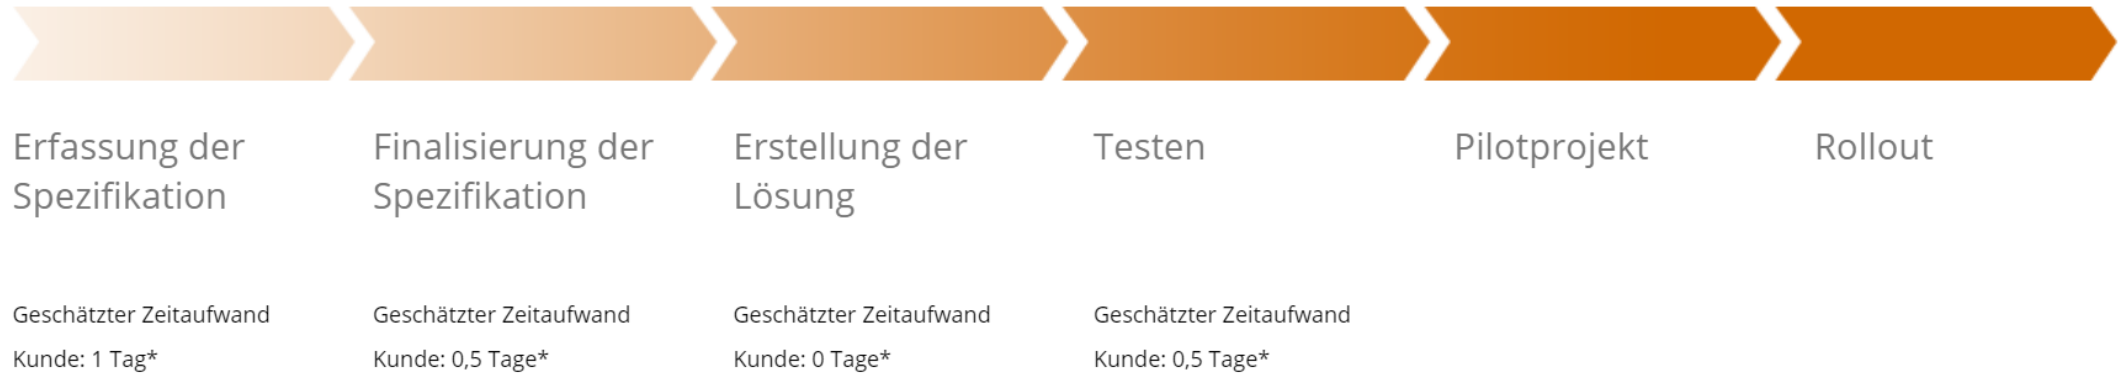 Erfassung der
Spezifikation
Finalisierung der
Spezifikation
Erstellung der
Lösung
Testen
Pilotprojekt
Rollout
Geschätzter Zeitaufwand
Kunde: 1 Tag*
Geschätzter Zeitaufwand
Kunde: 0,5 Tage*
Geschätzter Zeitaufwand
Kunde: 0 Tage*
Geschätzter Zeitaufwand
Kunde: 0,5 Tage*